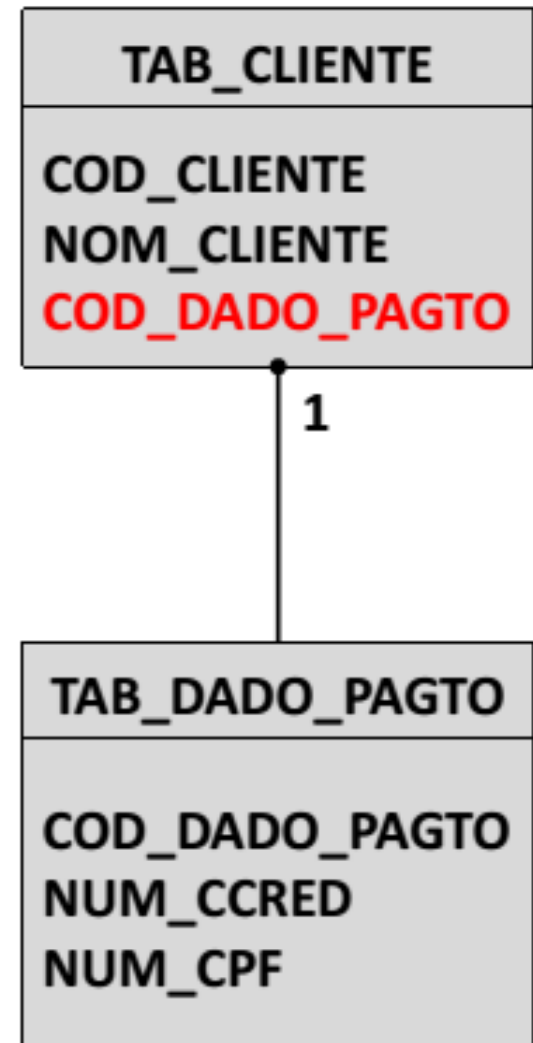 TAB_CLIENTE
COD_CLIENTE
NOM_CLIENTE
COD_DADO_PAGTO
1
TAB_DADO_PAGTO
COD_DADO_PAGTO
NUM_CCRED
NUM_CPF